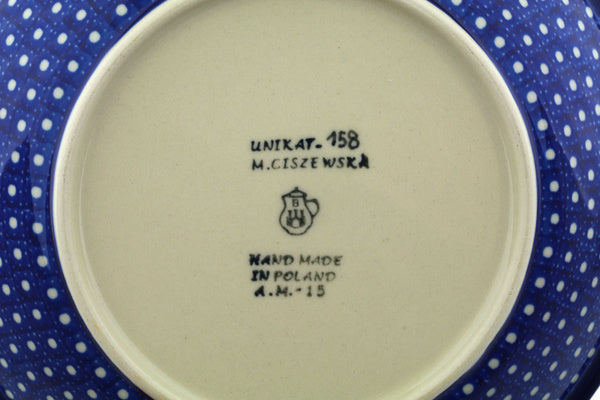 UNIKAT-158
M.CISZEWSKA
B
HAND MADE
IN POLAND
A.M.-15